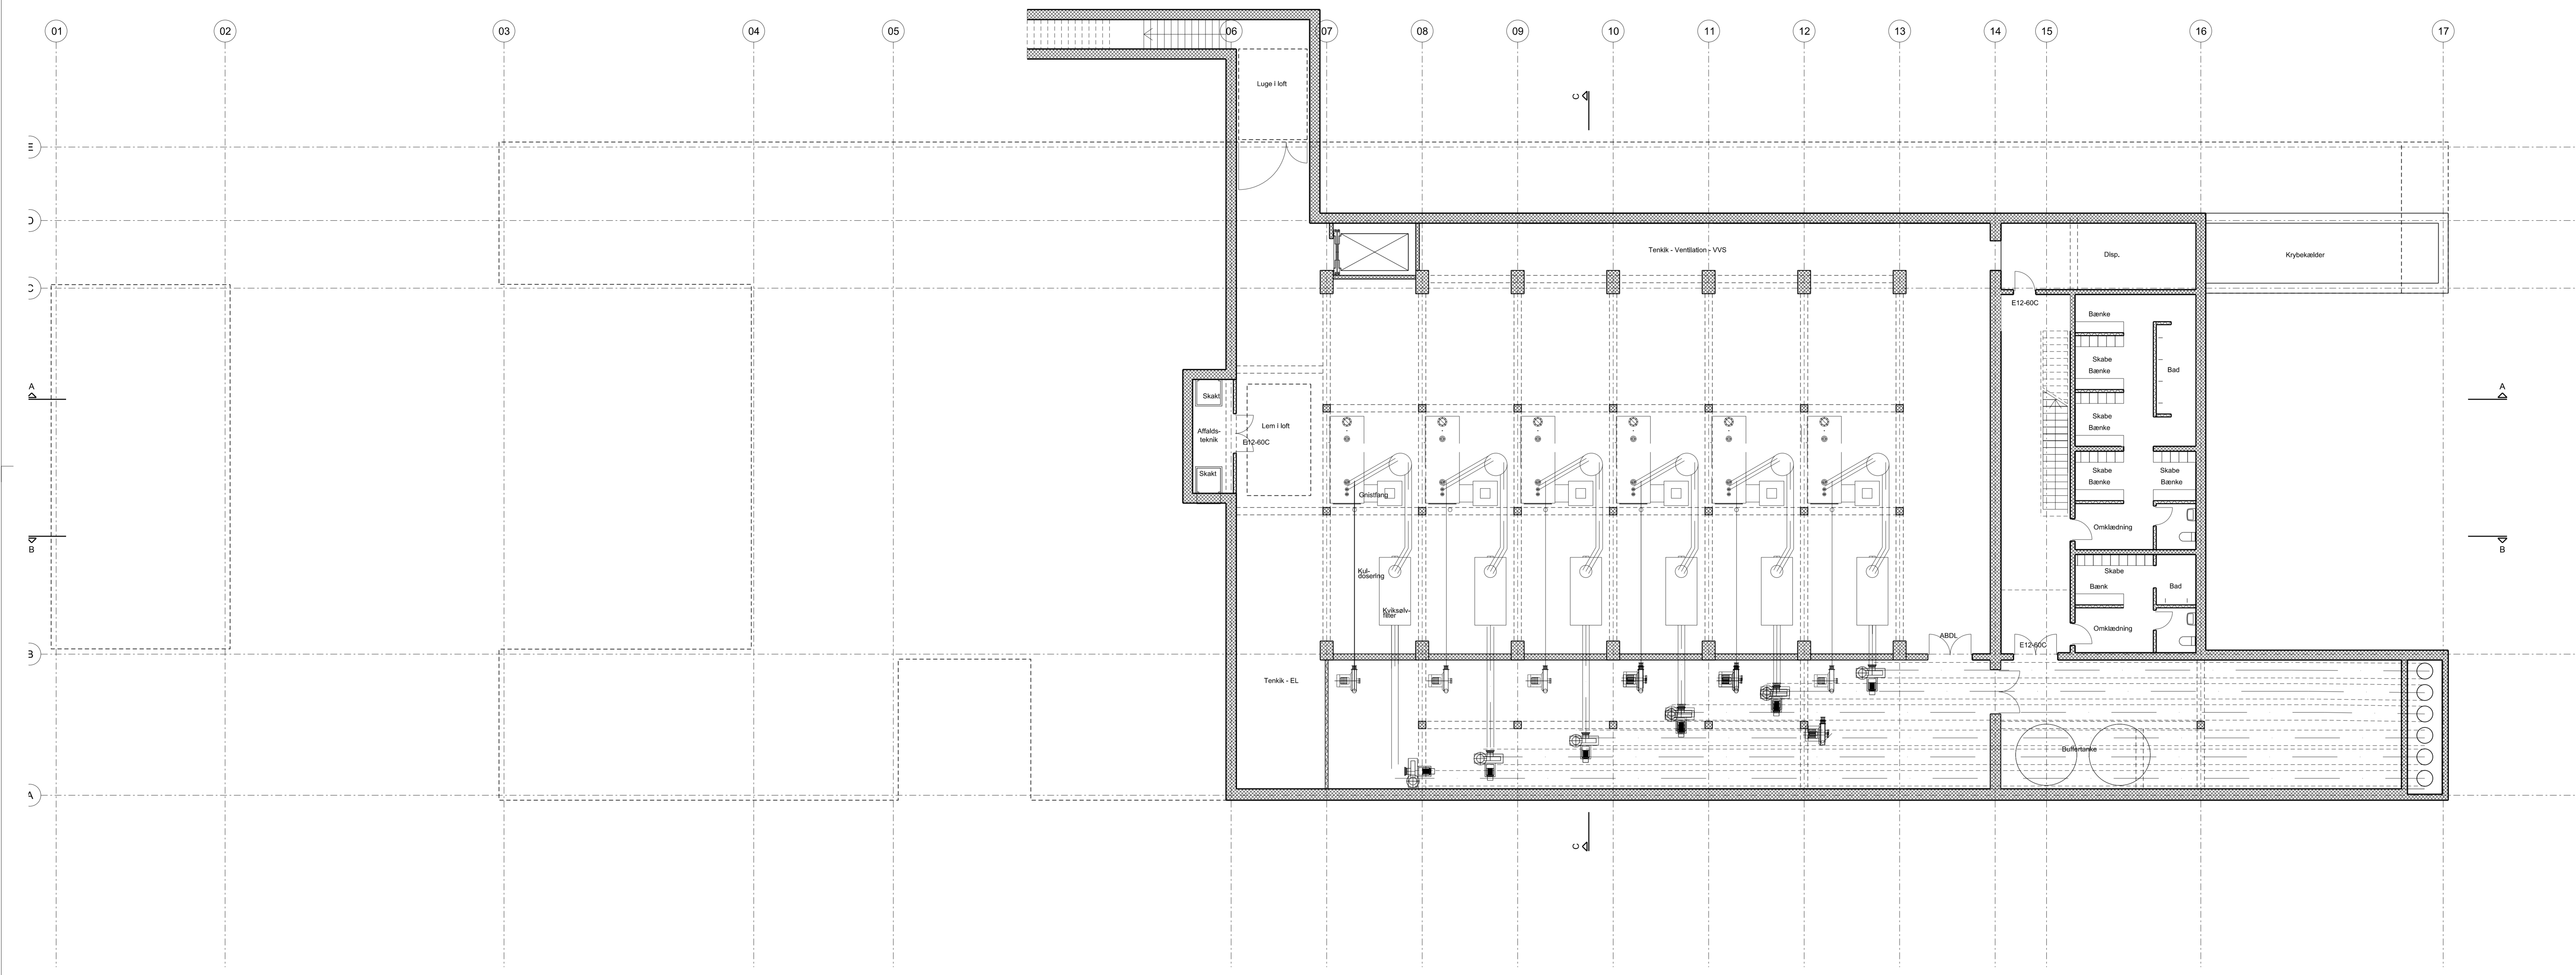 01 02 03 04 05 06 07 08 09 10 11 12 13 14 15 16 17
Luge i loft
C
E
D
Tenkik - Ventilation - VVS
Disp.
Krybekælder
C
E12-60C
Bænke
Skabe
Bænke
Bad
A
A
Skakt
Skabe
Bænke
Lem i loft
Affalds-
teknik
E12-60C
Skakt
Skabe
Skabe
Bænke
Bænke
Gnistfang
Omklædning
B
B
Kul-
dosering
Skabe
Bænk
Bad
Kviksølv-
filter
Omklædning
ABDL
E12-60C
B
Tenkik - EL
Buffertanke
A
C